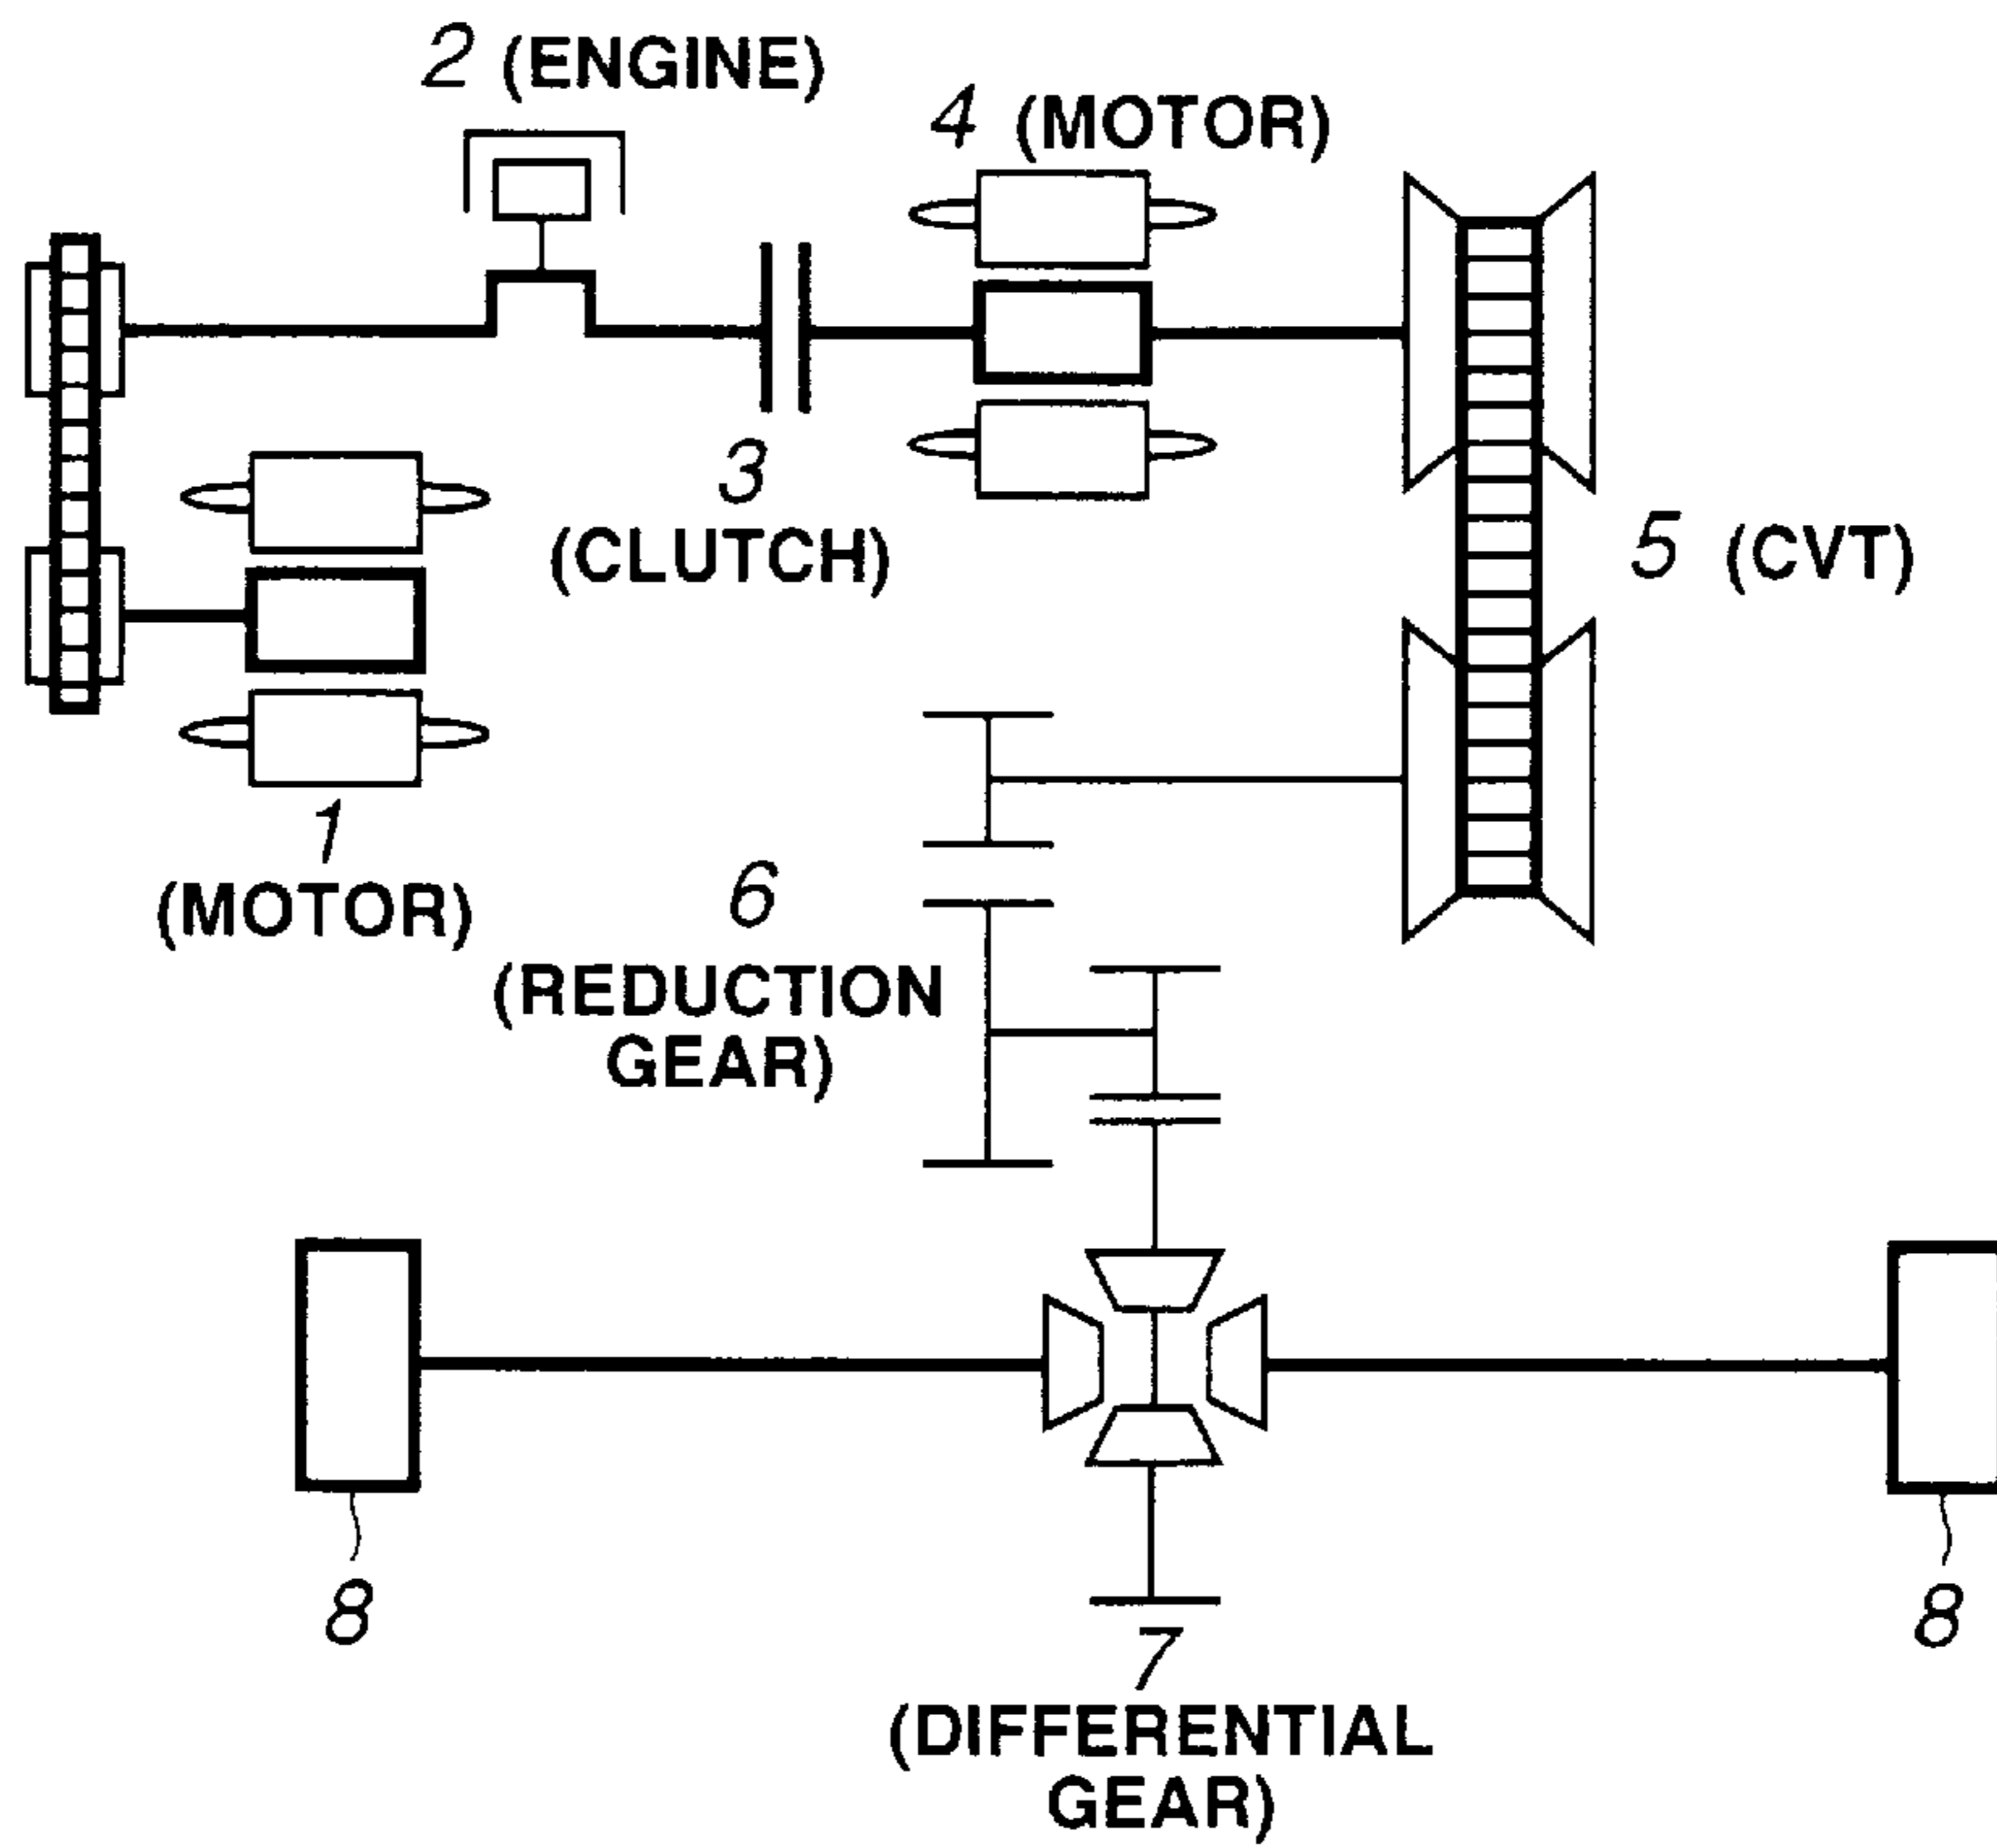 2 (ENGINE)
4 (MOTOR)
3
(CLUTCH)
5 (CVT)
1
(MOTOR)
6
(REDUCTION
GEAR)
8
8
7
(DIFFERENTIAL
GEAR)